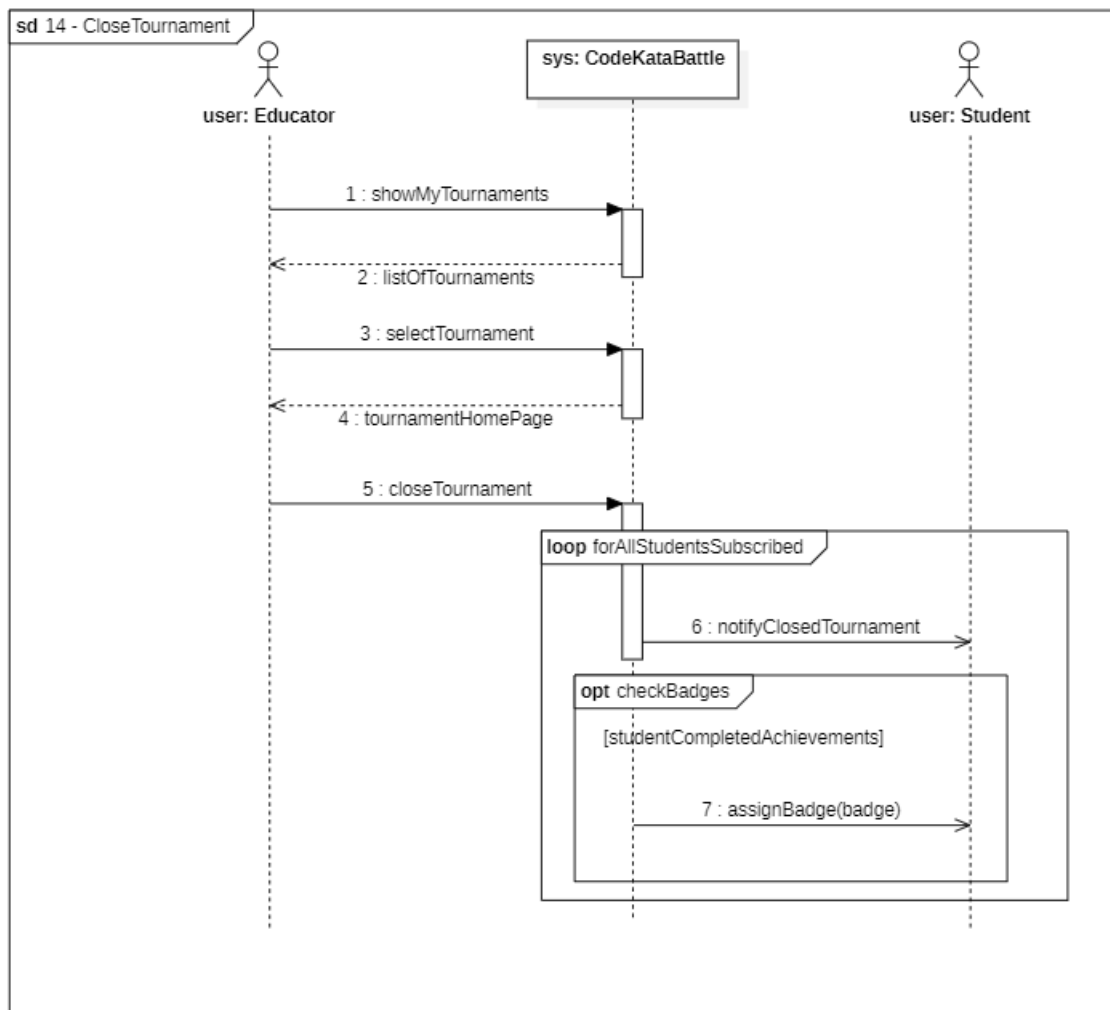 sd 14 - CloseTournament
sys: CodeKataBattle
user: Educator
user: Student
1 : showMyTournaments
2 : listOfTournaments
3 : selectTournament
4 : tournamentHomePage
5 : closeTournament
loop forAllStudentsSubscribed
6 : notifyClosedTournament
opt checkBadges
[studentCompletedAchievements]
7 : assignBadge(badge)